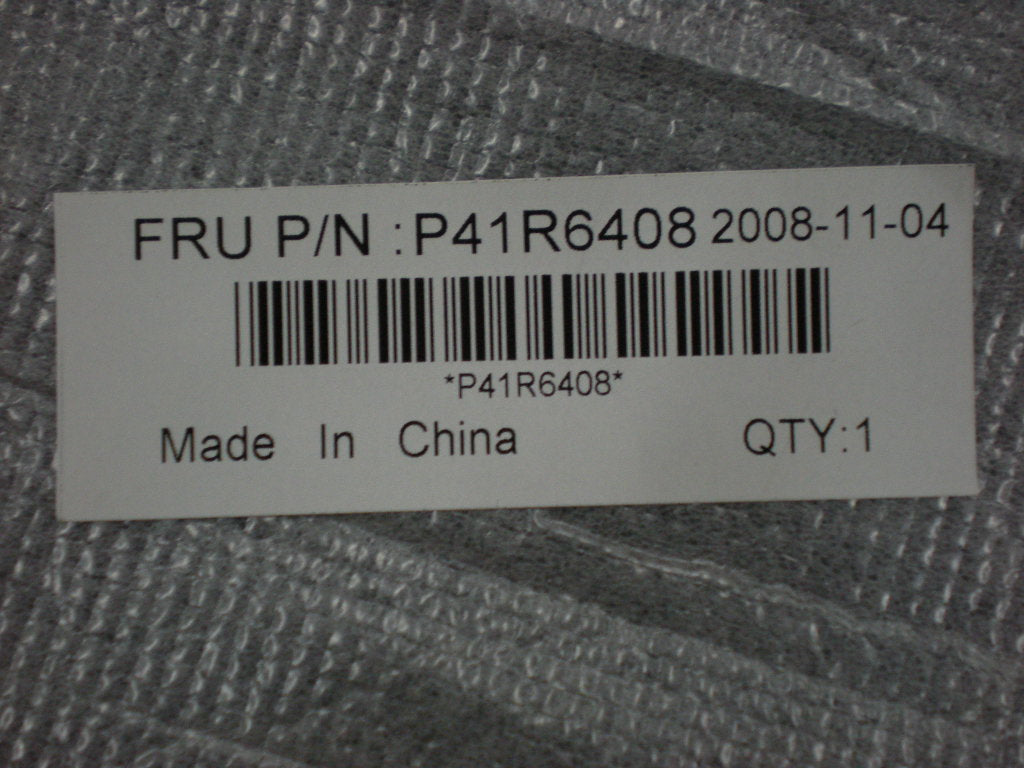 FRU P/N :P41R6408 2008-11-04
*P41R6408*
Made In China QTY:1